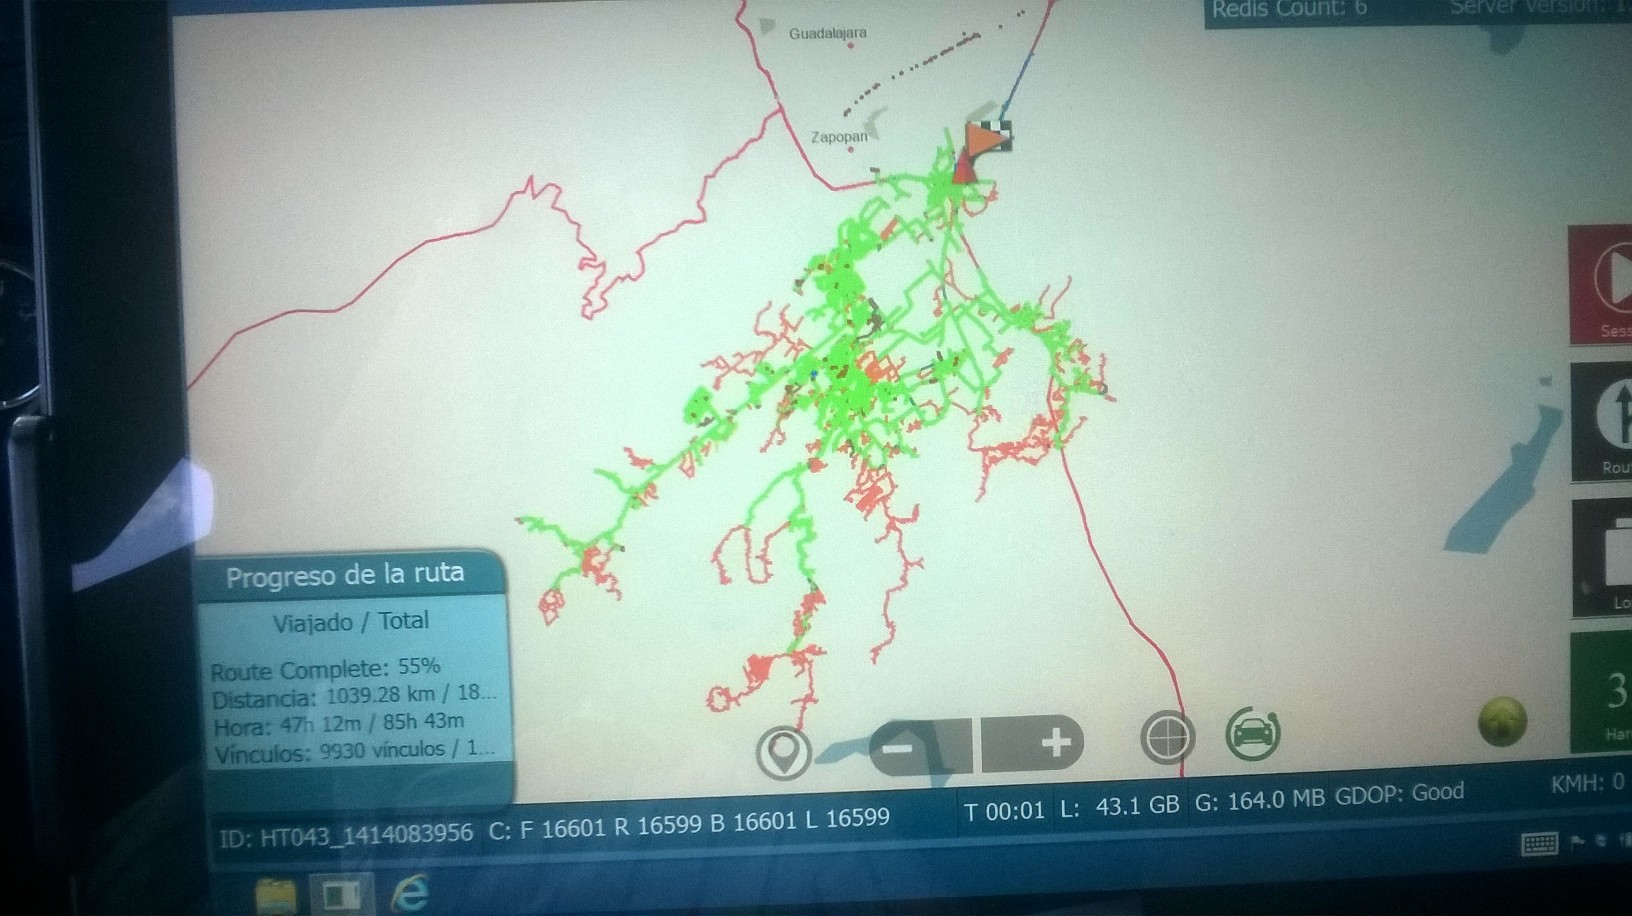 Redis Count: 6
Server Version: 1
Guadalajara
Zapopan
Sess
Rou
Lo
3
Har
Progreso de la ruta
Viajado / Total
Route Complete: 55%
Distancia: 1039.28 km / 18...
Hora: 47h 12m / 85h 43m
Vínculos: 9930 vínculos / 1...
ID: HT043_1414083956 C: F 16601 R 16599 B 16601 L 16599 T 00:01 L: 43.1 GB G: 164.0 MB GDOP: Good KMH: 0